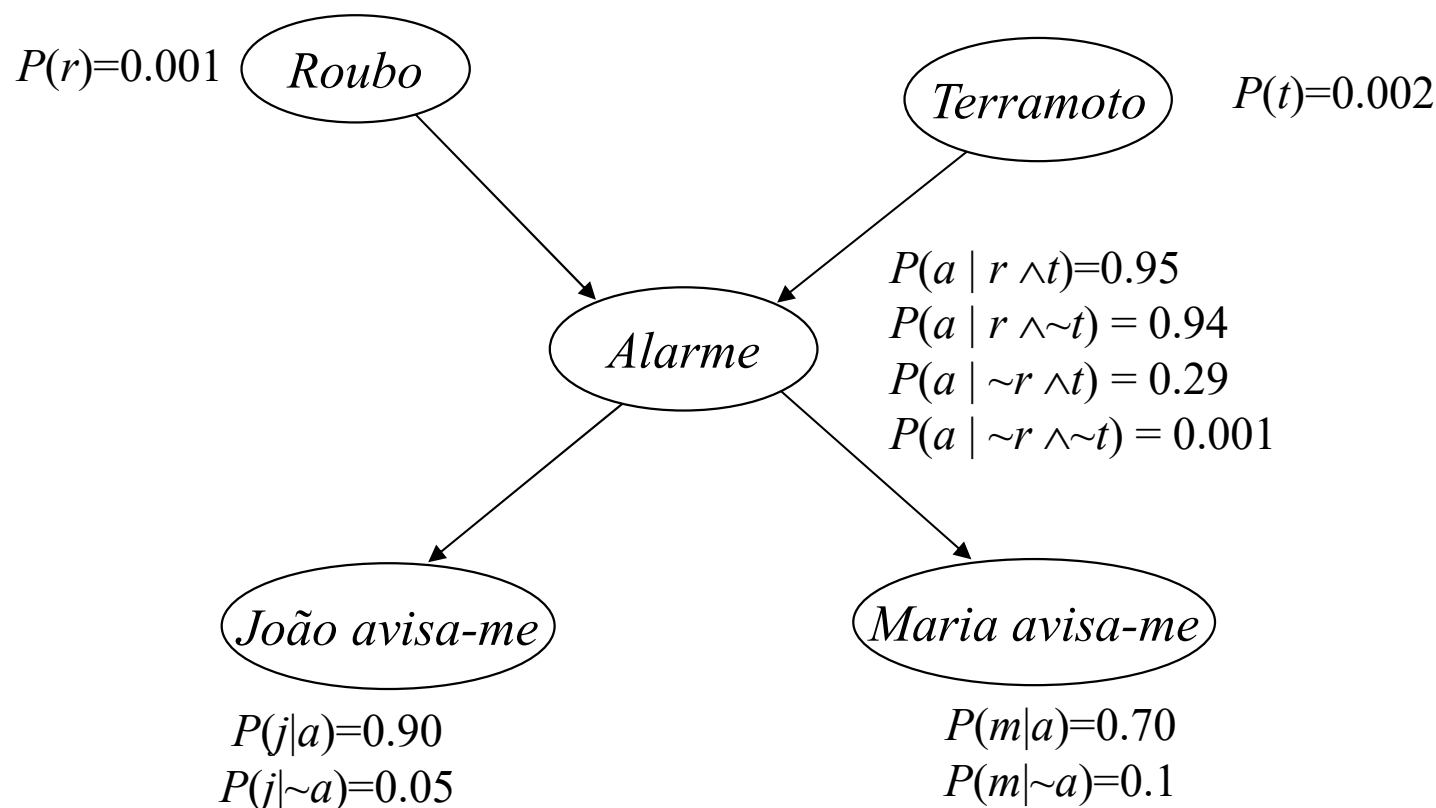 P(r)=0.001
Roubo
Terramoto
P(t)=0.002
Alarme
P(a | r ∧t)=0.95
P(a | r ∧~t) = 0.94
P(a | ~r ∧t) = 0.29
P(a | ~r ∧~t) = 0.001
João avisa-me
Maria avisa-me
P(j|a)=0.90
P(j|~a)=0.05
P(m|a)=0.70
P(m|~a)=0.1